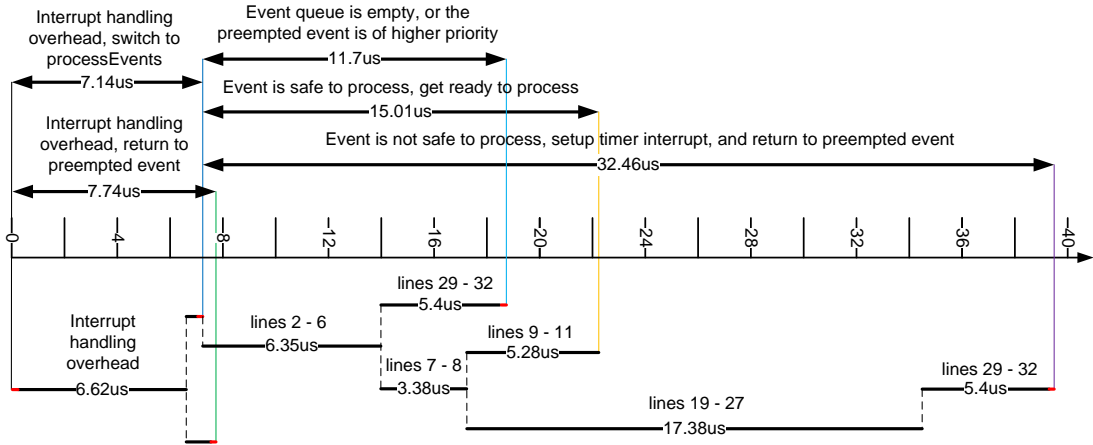 Interrupt handling
overhead, switch to
processEvents
7.14us
Event queue is empty, or the
preempted event is of higher priority
11.7us
Event is safe to process, get ready to process
15.01us
Interrupt handling
overhead, return to
preempted event
7.74us
Event is not safe to process, setup timer interrupt, and return to preempted event
32.46us
0
4
8
12
16
20
24
28
32
36
40
lines 29 - 32
5.4us
Interrupt
handling
overhead
6.62us
lines 2 - 6
6.35us
lines 9 - 11
5.28us
lines 7 - 8
3.38us
lines 29 - 32
5.4us
lines 19 - 27
17.38us